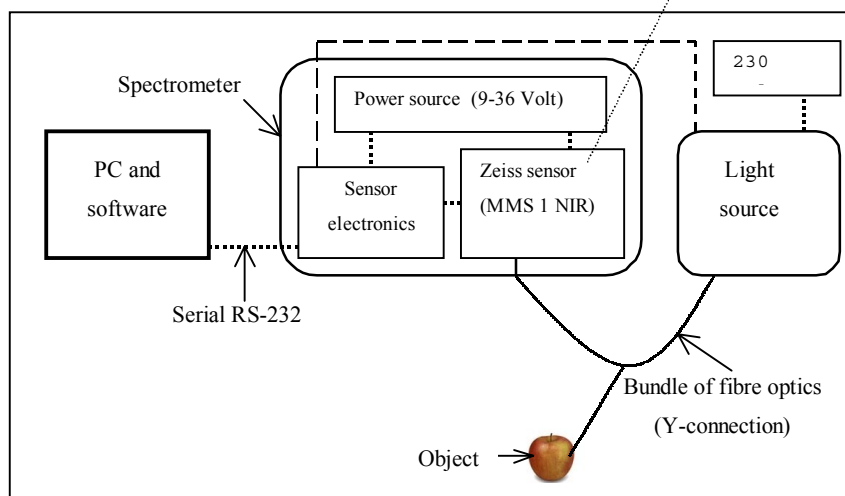 230
Spectrometer
Power source (9-36 Volt)
PC and
software
Sensor
electronics
Zeiss sensor
(MMS 1 NIR)
Light
source
Serial RS-232
Bundle of fibre optics
(Y-connection)
Object